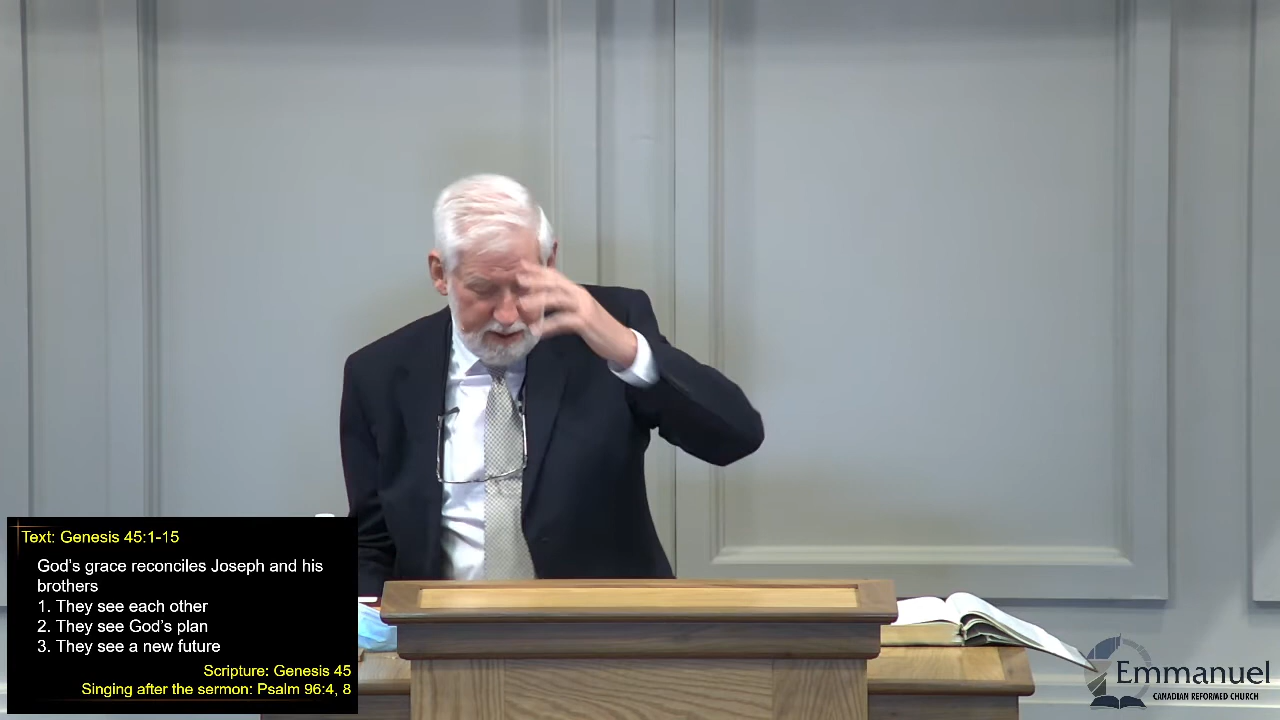 Text: Genesis 45:1-15
God's grace reconciles Joseph and his
brothers
1. They see each other
2. They see God's plan
3. They see a new future
Scripture: Genesis 45
Singing after the sermon: Psalm 96:4, 8
Emmanuel
CANADIAN REFORMED CHURCH